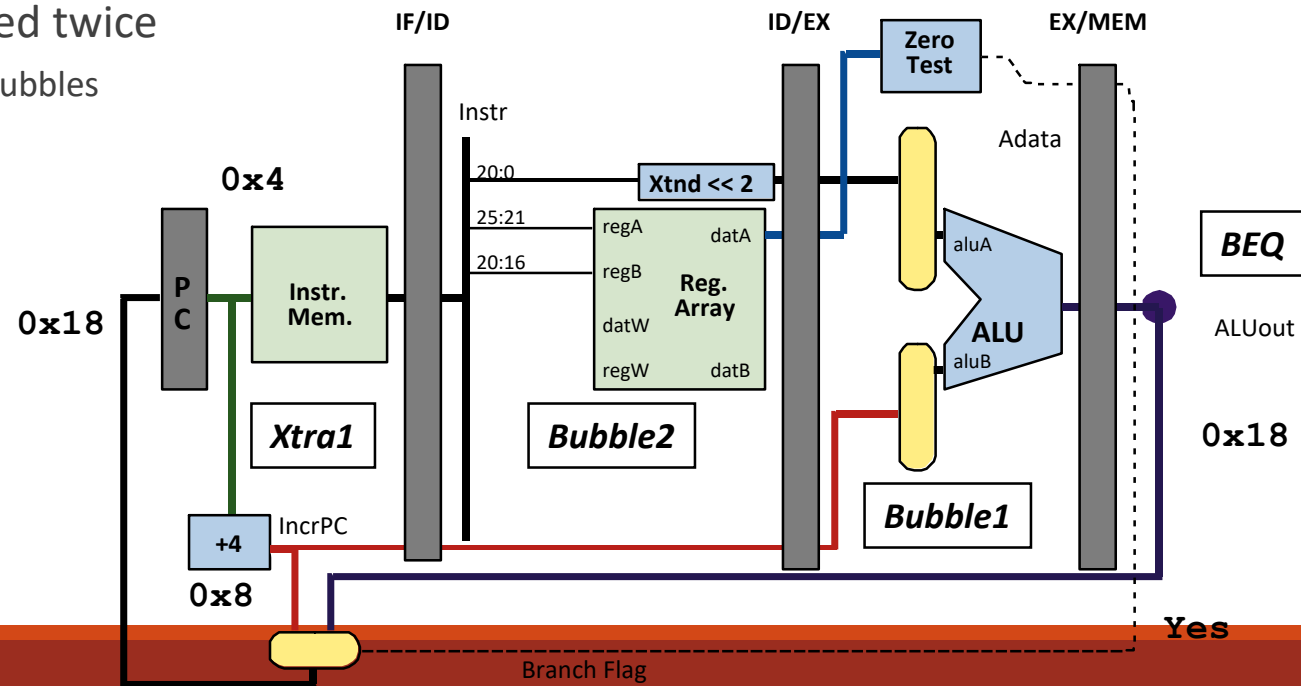 ed twice
ubbles
IF/ID
ID/EX
EX/MEM
Zero
Test
Instr
Adata
20:0
Xtnd << 2
0x4
25:21
20:16
regA
datA
regB
Reg.
Array
datW
regW
datB
P
C
Instr.
Mem.
aluA
ALU
aluB
BEQ
ALUout
0x18
0x18
Xtra1
Bubble2
Bubble1
+4
IncrPC
0x8
Yes
Branch Flag